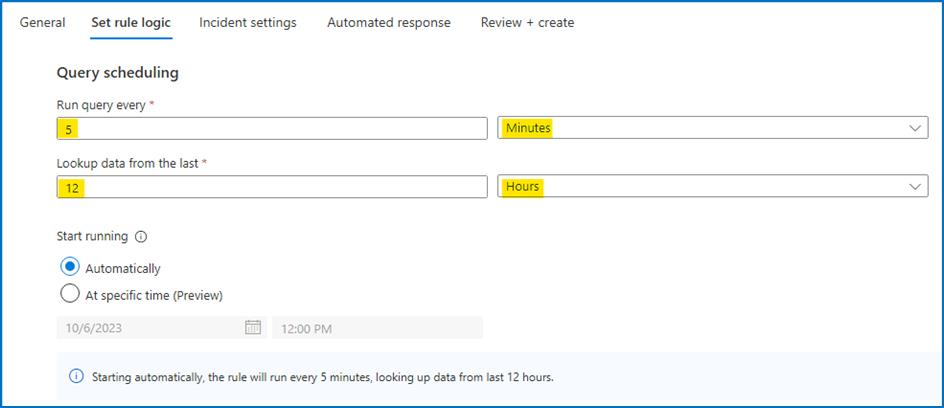 General Set rule logic Incident settings Automated response Review + create
Query scheduling
Run query every *
5 Minutes
Lookup data from the last *
12 Hours
Start running
Automatically
At specific time (Preview)
10/6/2023 12:00 PM
Starting automatically, the rule will run every 5 minutes, looking up data from last 12 hours.